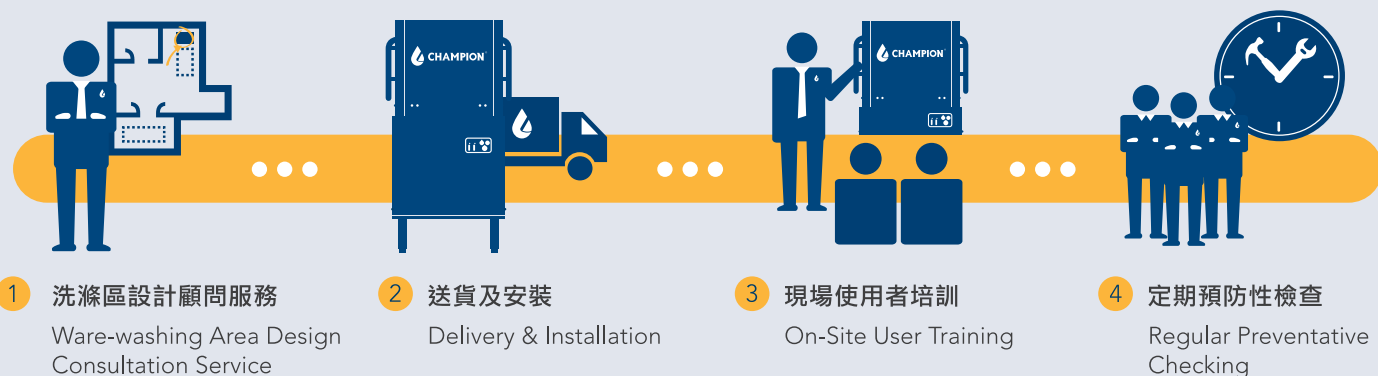 CHAMPION
CHAMPION
1 洗滌區設計顧問服務
Ware-washing Area Design
Consultation Service
2 送貨及安裝
Delivery & Installation
3 現場使用者培訓
On-Site User Training
4 定期預防性檢查
Regular Preventative
Checking